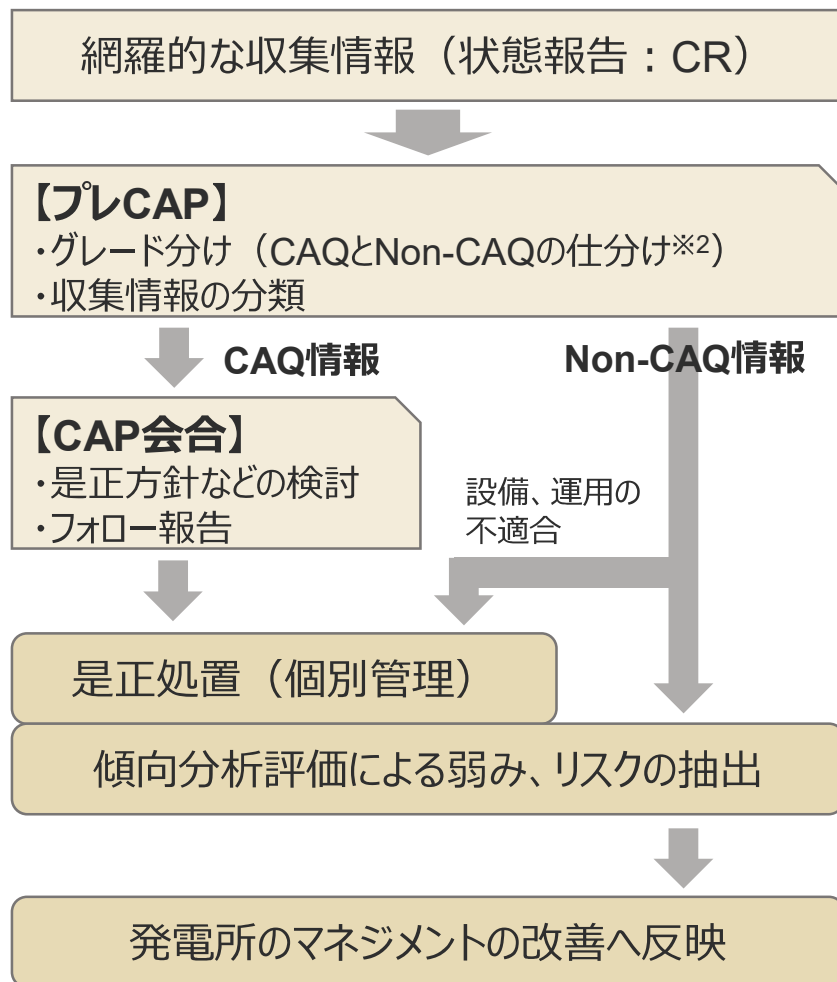 網羅的な収集情報（状態報告：CR）
【プレCAP】
・グレード分け（CAQとNon-CAQの仕分け※2）
・収集情報の分類
CAQ情報
Non-CAQ情報
【CAP会合】
・是正方針などの検討
・フォロー報告
設備、運用の
不適合
是正処置（個別管理）
傾向分析評価による弱み、リスクの抽出
発電所のマネジメントの改善へ反映